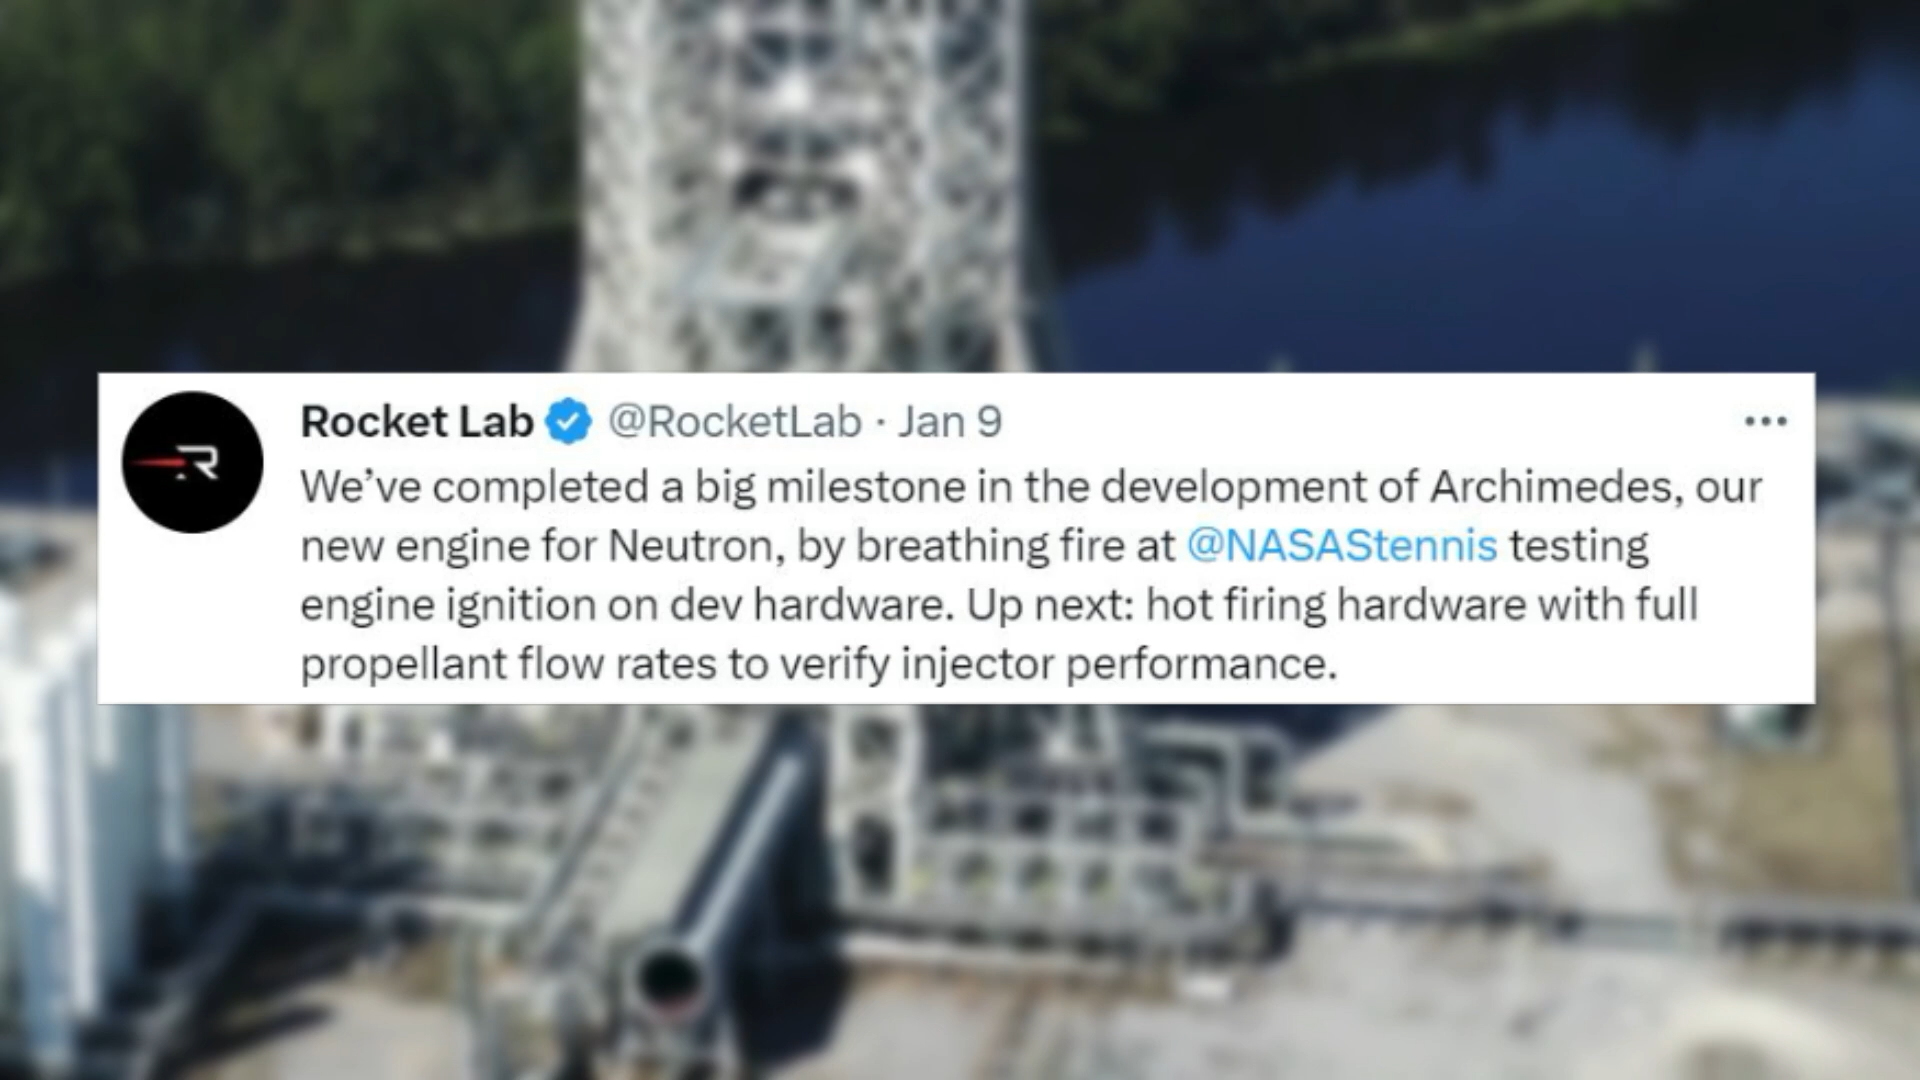 Rocket Lab @RocketLab · Jan 9
We’ve completed a big milestone in the development of Archimedes, our
new engine for Neutron, by breathing fire at @NASAStennis testing
engine ignition on dev hardware. Up next: hot firing hardware with full
propellant flow rates to verify injector performance.